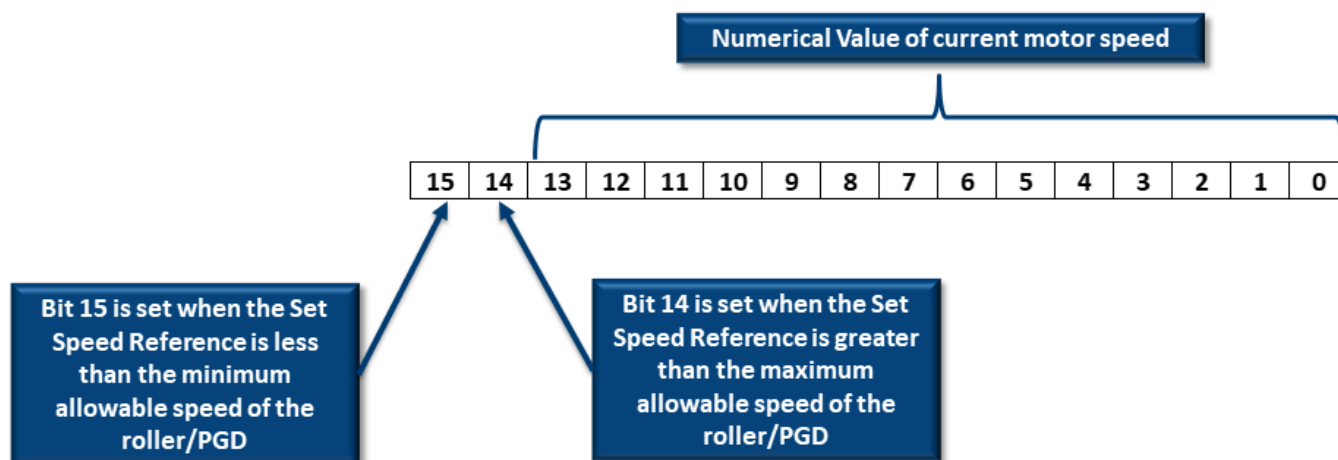 Numerical Value of current motor speed
15 14 13 12 11 10 9 8 7 6 5 4 3 2 1 0
Bit 15 is set when the Set
Speed Reference is less
than the minimum
allowable speed of the
roller/PGD
Bit 14 is set when the Set
Speed Reference is greater
than the maximum
allowable speed of the
roller/PGD